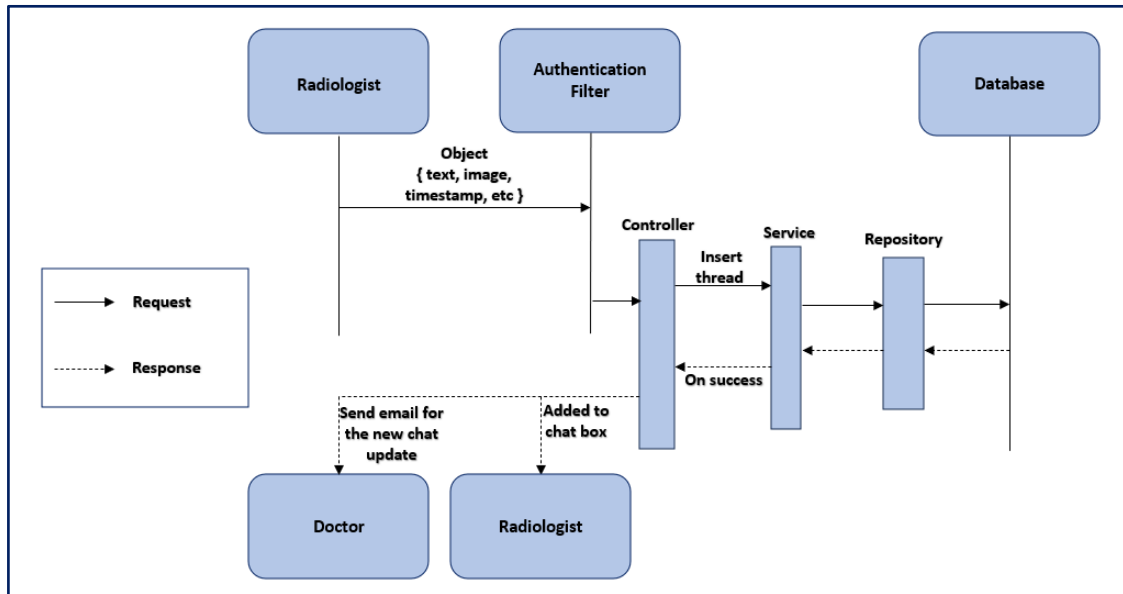 Radiologist
Authentication
Filter
Database
Object
{ text, image,
timestamp, etc }
Controller
Service
Repository
Insert
thread
Request
Response
On success
Send email for
the new chat
update
Added to
chat box
Doctor
Radiologist